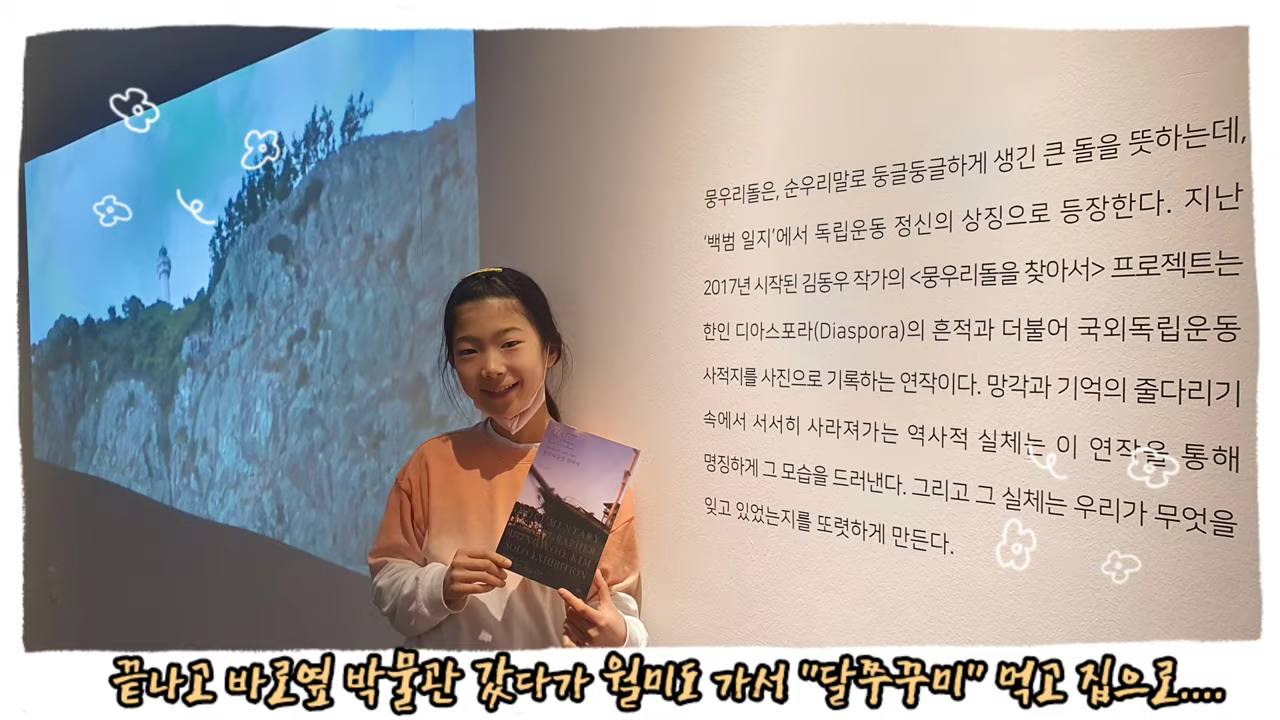 뭉우리돌은, 순우리말로 둥글둥글하게 생긴 큰 돌을 뜻하는데,
‘백범 일지’에서 독립운동 정신의 상징으로 등장한다. 지난
2017년 시작된 김동우 작가의 <뭉우리돌을 찾아서> 프로젝트는
한인 디아스포라(Diaspora)의 흔적과 더불어 국외독립운동
사적지를 사진으로 기록하는 연작이다. 망각과 기억의 줄다리기
속에서 서서히 사라져가는 역사적 실체는 이 연작을 통해
명징하게 그 모습을 드러낸다. 그리고 그 실체는 우리가 무엇을
잊고 있었는지를 또렷하게 만든다.
KIM
SOLO EXHIBITION
끝나고 바로옆 박물관 갔다가 월미도 가서 "달쭈꾸미" 먹고 집으로....